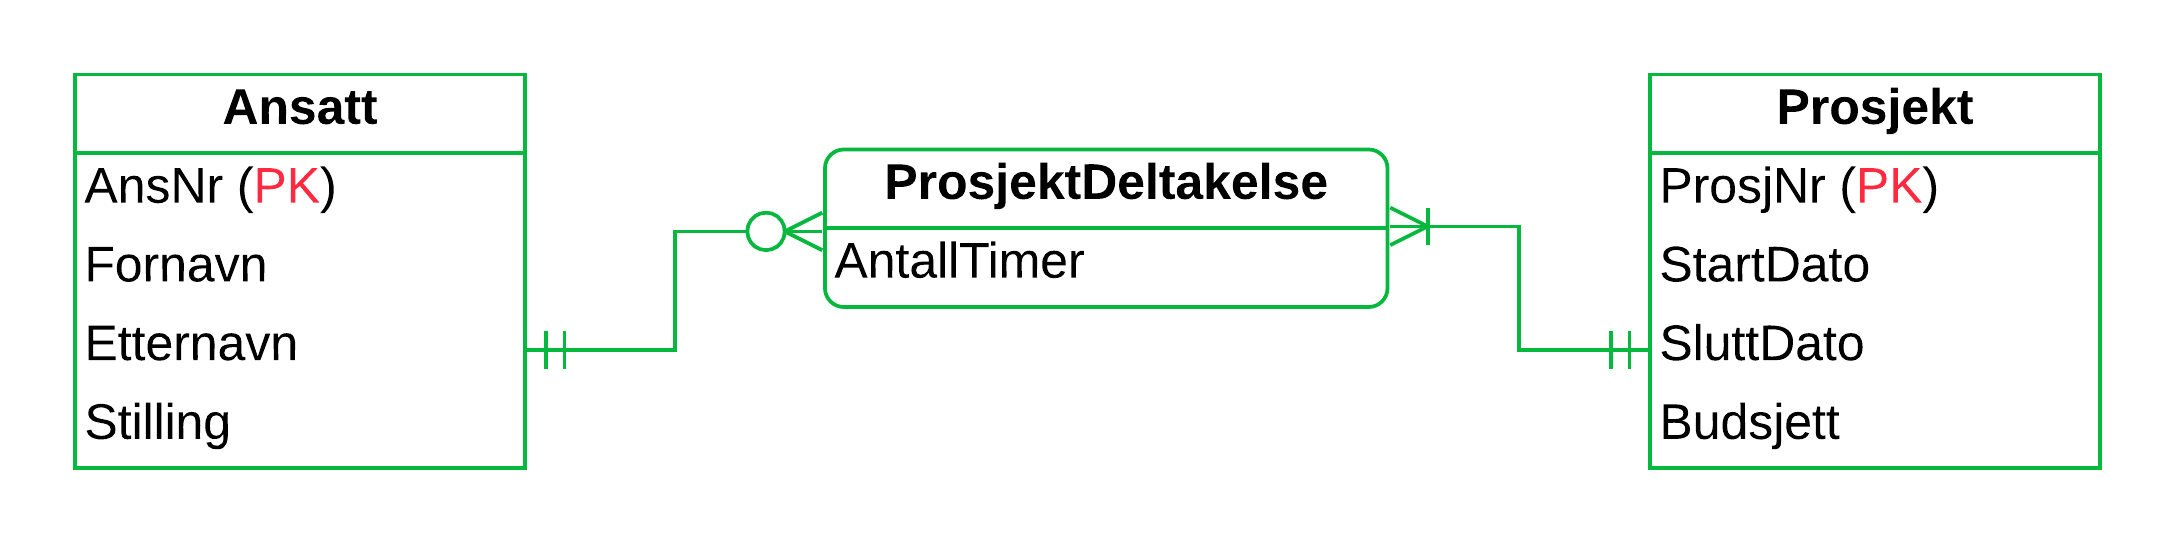 Ansatt
AnsNr (PK)
Fornavn
Etternavn
Stilling
ProsjektDeltakelse
AntallTimer
Prosjekt
ProsjNr (PK)
StartDato
SluttDato
Budsjett